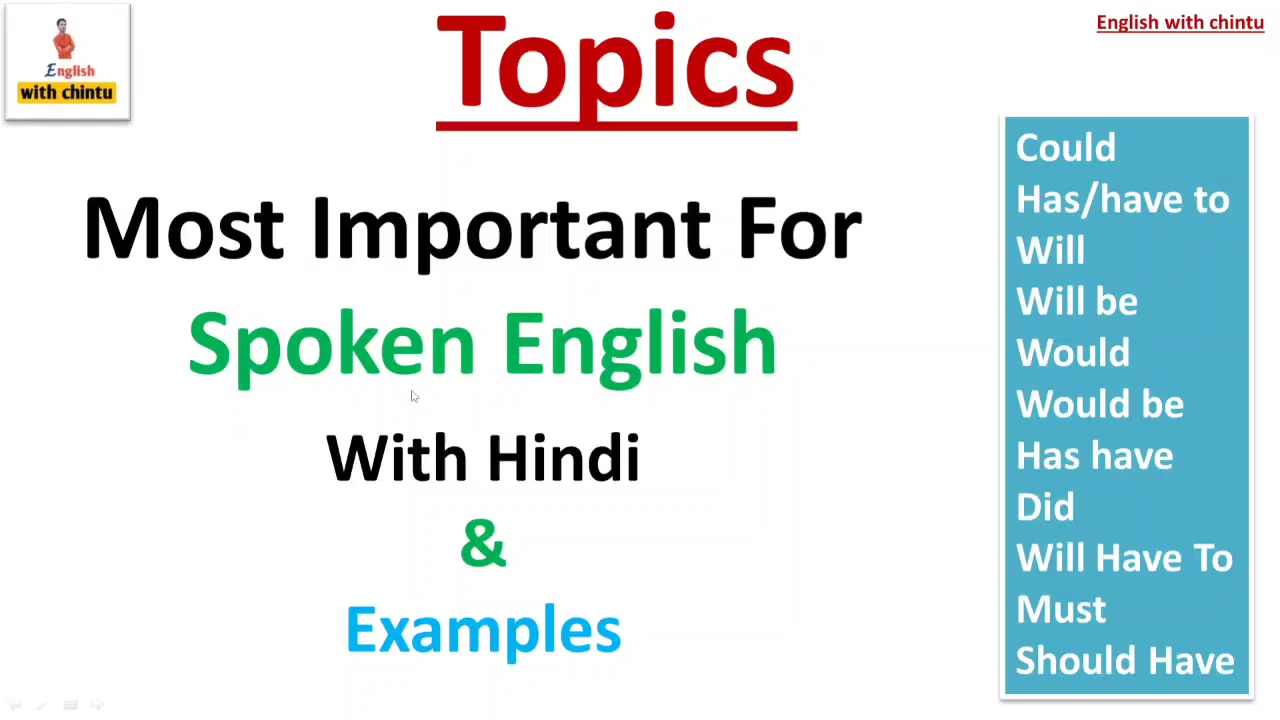 English
with chintu
Topics
English with chintu
Most Important For
Spoken English
With Hindi
&
Examples
Could
Has/have to
Will
Will be
Would
Would be
Has have
Did
Will Have To
Must
Should Have